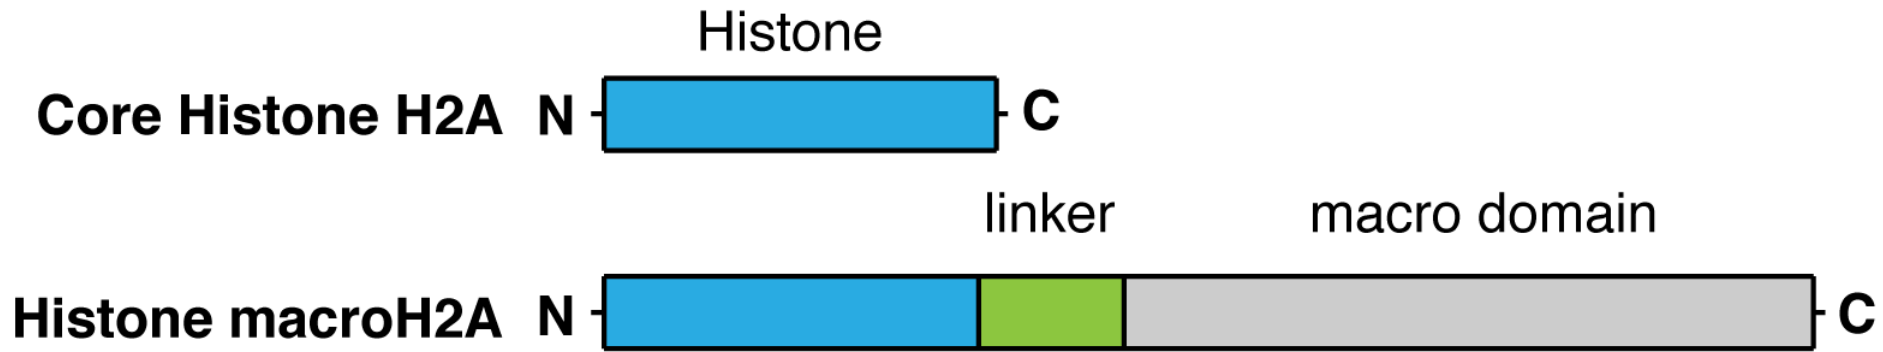 Histone
Core Histone H2A N C
linker macro domain
Histone macroH2A N C